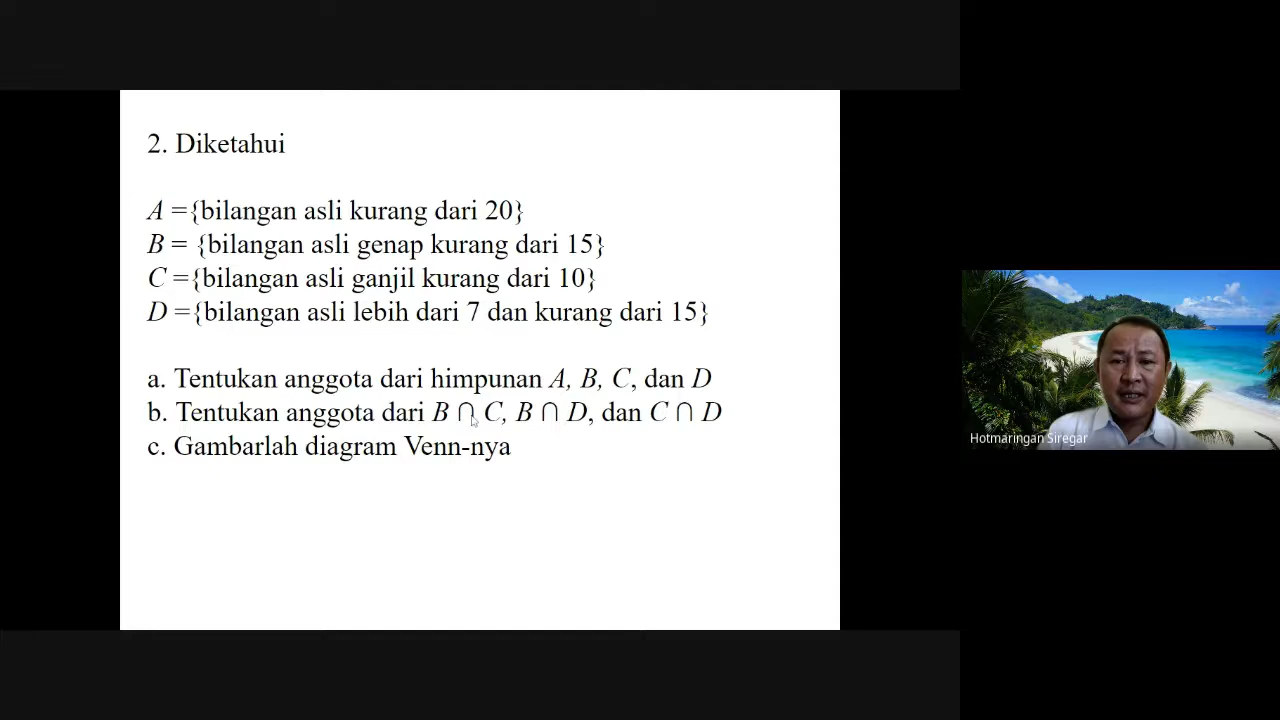 2. Diketahui
A ={bilangan asli kurang dari 20}
B = {bilangan asli genap kurang dari 15}
C ={bilangan asli ganjil kurang dari 10}
D ={bilangan asli lebih dari 7 dan kurang dari 15}
a. Tentukan anggota dari himpunan A, B, C, dan D
b. Tentukan anggota dari B ∩ C, B ∩ D, dan C ∩ D
c. Gambarlah diagram Venn-nya
Hotmaringan Siregar